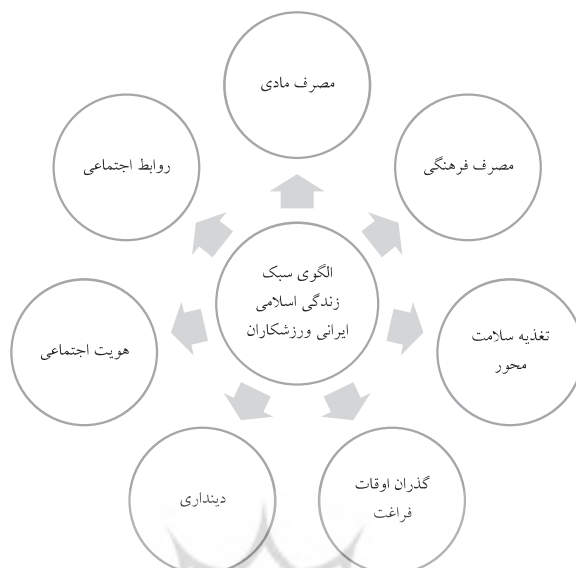 مصرف مادی
مصرف فرهنگی
روابط اجتماعی
الگوی سبک
زندگی اسلامی
ایرانی ورزشکاران
تغذیه سلامت
محور
هویت اجتماعی
گذران اوقات
فراغت
دینداری